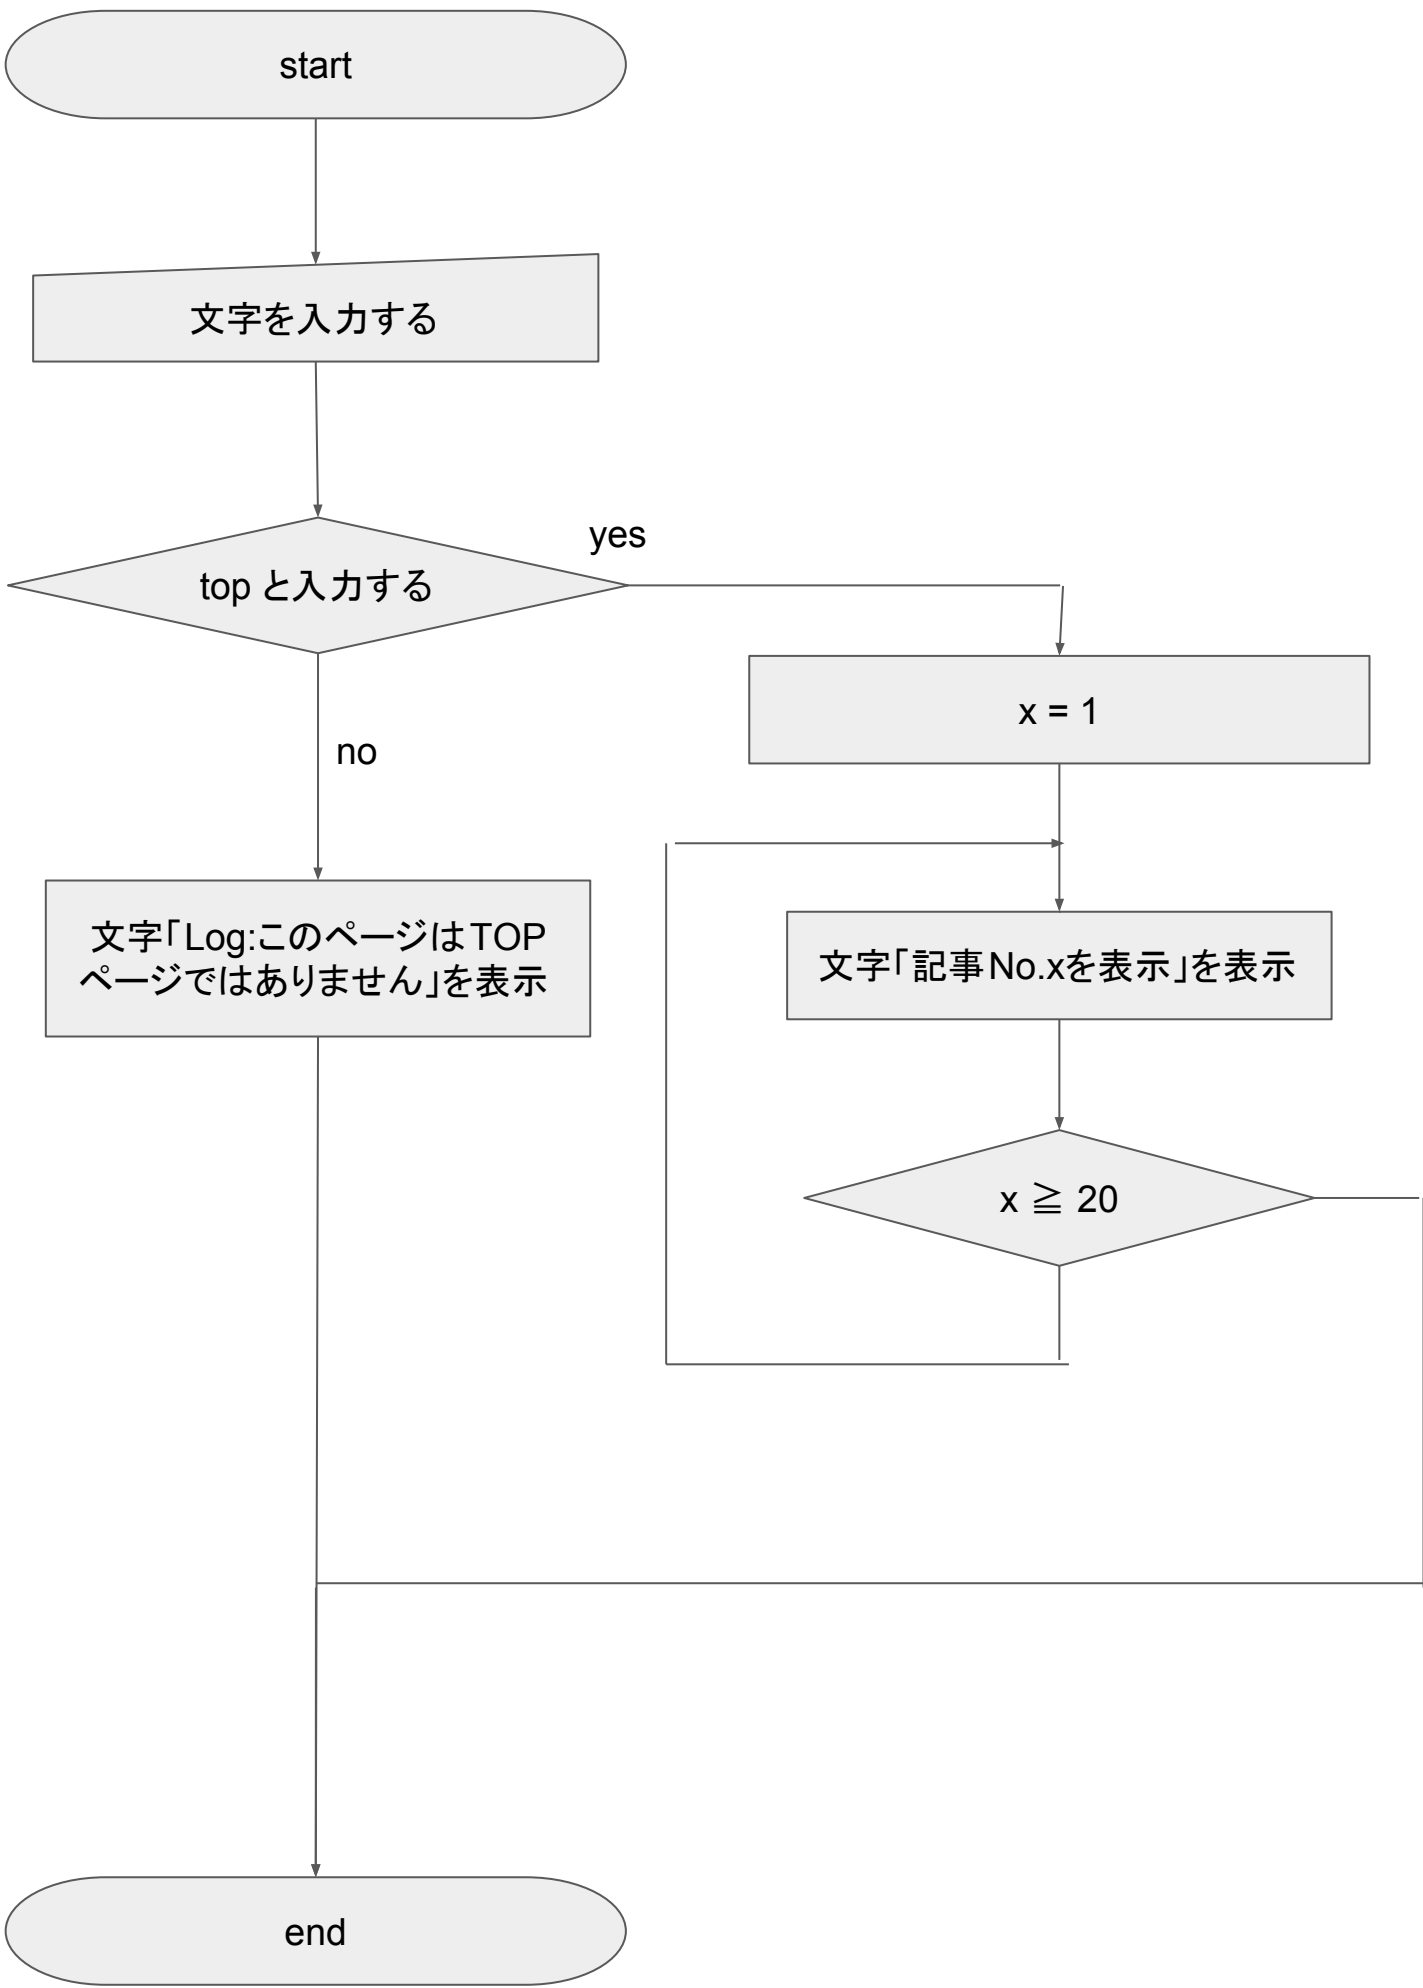 start
文字を入力する
yes
top と入力する
x = 1
no
文字「Log:このページはTOP
ページではありません」を表示
文字「記事No.xを表示」を表示
x ≧ 20
end